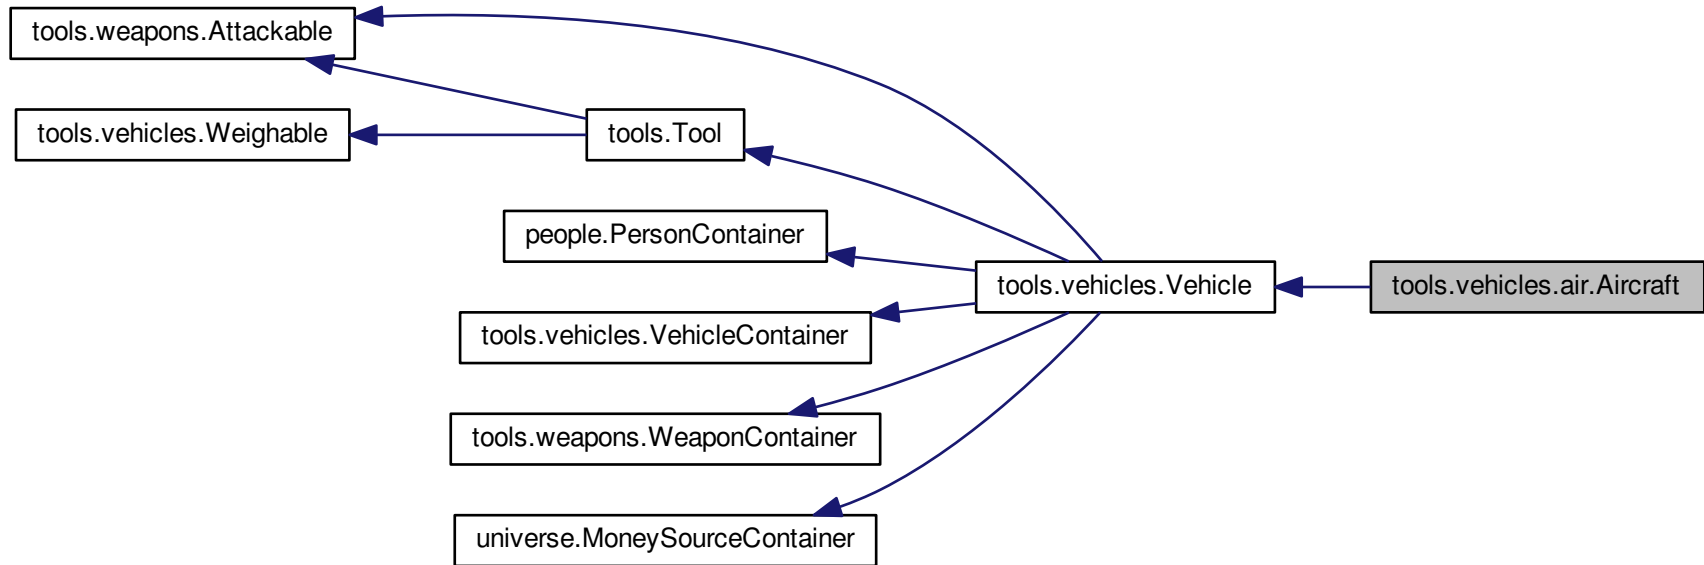 tools.weapons.Attackable
tools.vehicles.Weighable
tools.Tool
people.PersonContainer
tools.vehicles.Vehicle
tools.vehicles.air.Aircraft
tools.vehicles.VehicleContainer
tools.weapons.WeaponContainer
universe.MoneySourceContainer